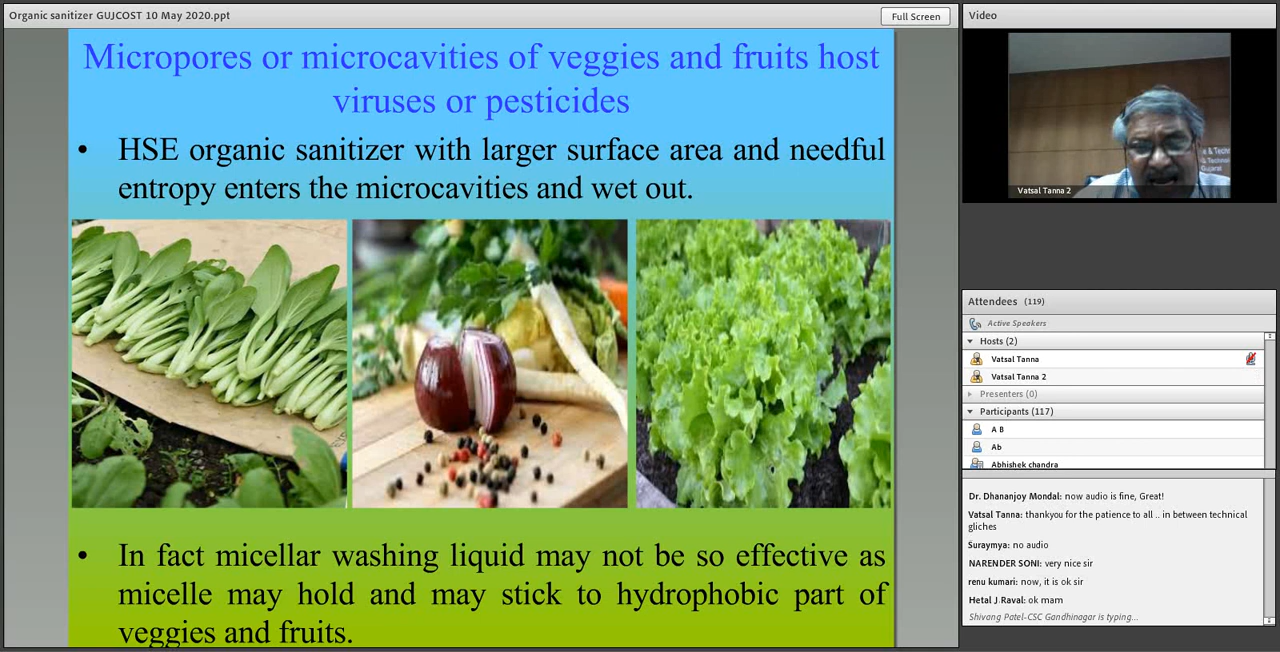 Organic sanitizer GUJCOST 10 May 2020.ppt
Full Screen
Micropores or microcavities of veggies and fruits host
viruses or pesticides
• HSE organic sanitizer with larger surface area and needful
entropy enters the microcavities and wet out.
• In fact micellar washing liquid may not be so effective as
micelle may hold and may stick to hydrophobic part of
veggies and fruits.
Video
Vatsal Tanna 2
Attendees (119)
Active Speakers
Hosts (2)
Vatsal Tanna
Vatsal Tanna 2
Presenters (0)
Participants (117)
A B
Ab
Abhishek chandra
Dr. Dhananjoy Mondal: now audio is fine, Great!
Vatsal Tanna: thankyou for the patience to all .. in between technical
gliches
Suraymya: no audio
NARENDER SONI: very nice sir
renu kumari: now, it is ok sir
Hetal J Raval: ok mam
Shivang Patel-CSC Gandhinagar is typing...